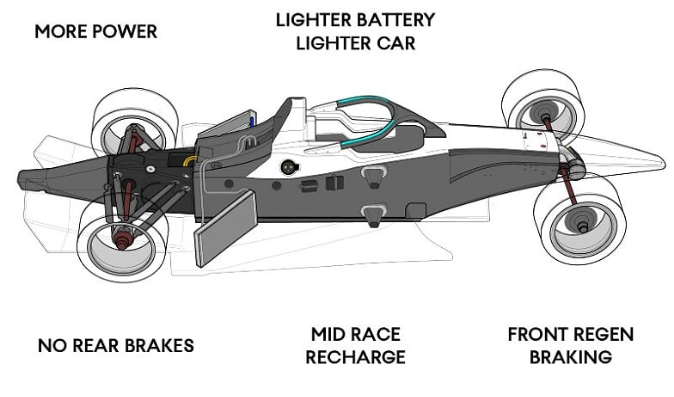 MORE POWER
LIGHTER BATTERY
LIGHTER CAR
NO REAR BRAKES
MID RACE
RECHARGE
FRONT REGEN
BRAKING